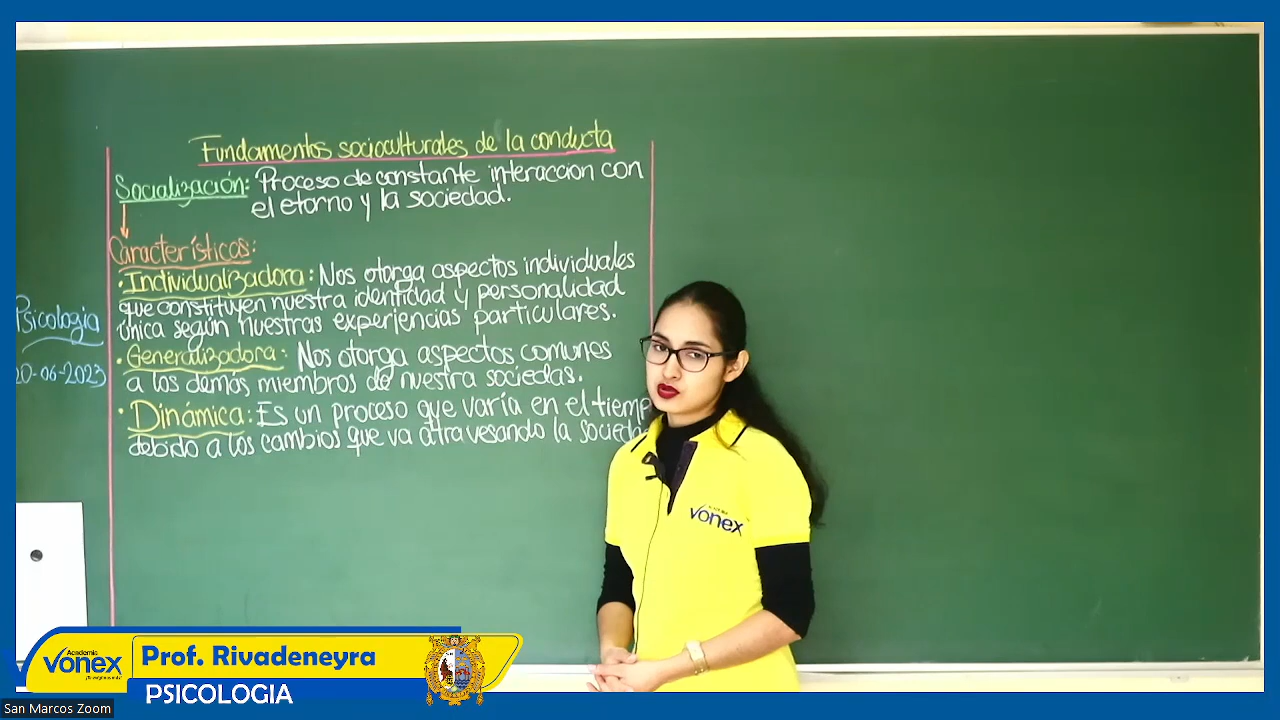 Fundamentos socioculturales de la conducta
Socialización: Proceso de constante interaccion con
el etorno y la sociedad.
Características:
• Individualizadora: Nos otorga aspectos individuales
que constituyen nuestra identidad y personalidad
única según nuestras experiencias particulares.
• Generalizadora: Nos otorga aspectos comunes
a los demás miembros de nuestra sociedas.
• Dinámica: Es un proceso que varía en el tiemp
debido a los cambios que va atravesando la socieda
Psicologia
20-06-2023
vonex
Academia
vonex
Prof. Rivadeneyra
PSICOLOGIA
San Marcos Zoom